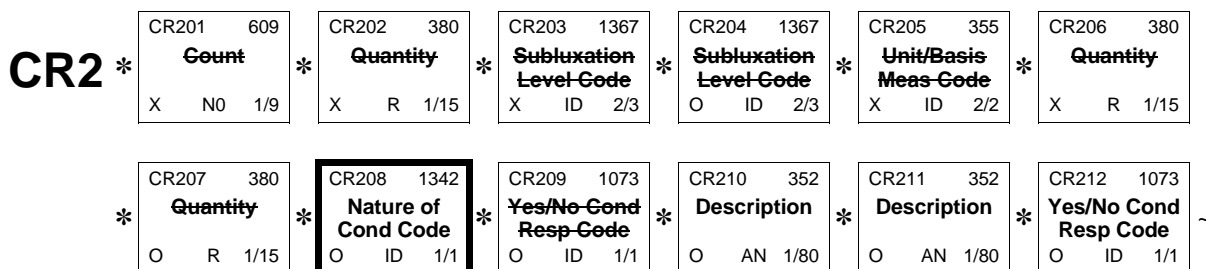 CR201 609 CR202 380 CR203 1367 CR204 1367 CR205 355 CR206 380
CR2 * Count * Quantity * Subluxation Level Code * Subluxation Level Code * Unit/Basis Meas Code * Quantity
X N0 1/9 X R 1/15 X ID 2/3 O ID 2/3 X ID 2/2 X R 1/15
CR207 380 CR208 1342 CR209 1073 CR210 352 CR211 352 CR212 1073
* Quantity * Nature of Cond Code * Yes/No Cond Resp Code * Description * Description * Yes/No Cond Resp Code ~
O R 1/15 O ID 1/1 O ID 1/1 O AN 1/80 O AN 1/80 O ID 1/1